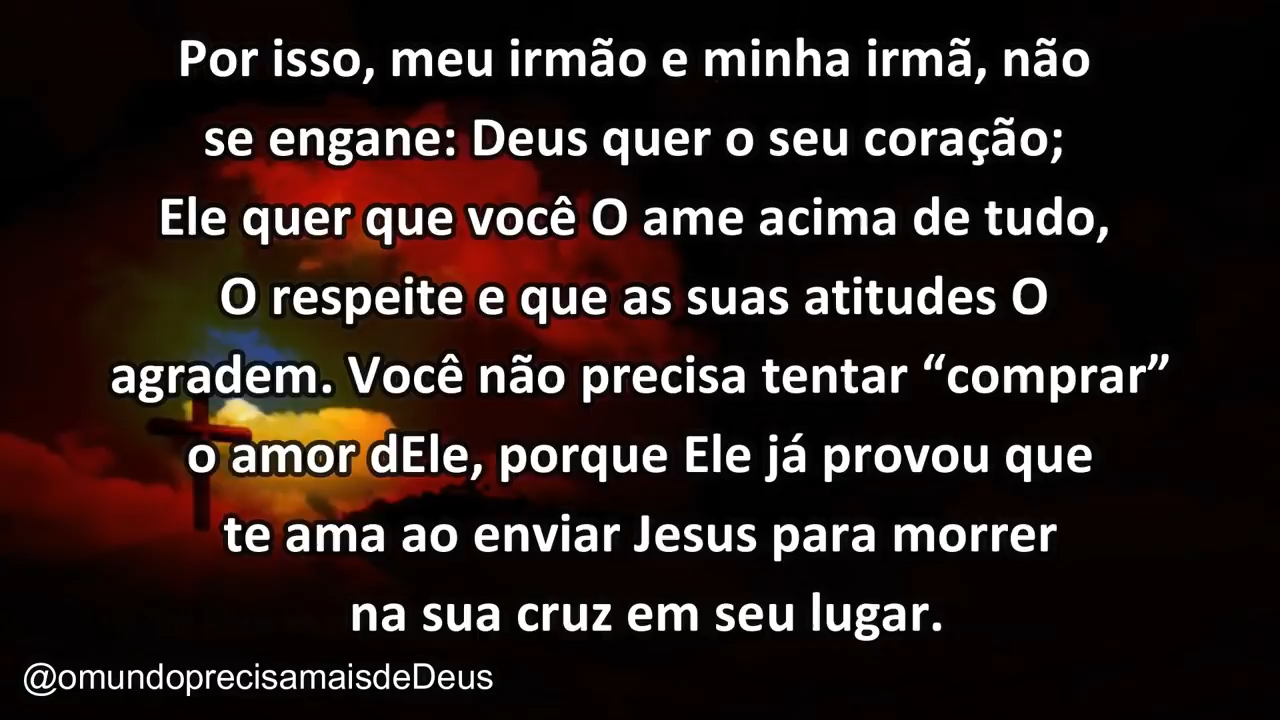 Por isso, meu irmão e minha irmã, não
se engane: Deus quer o seu coração;
Ele quer que você O ame acima de tudo,
O respeite e que as suas atitudes O
agradem. Você não precisa tentar “comprar”
o amor dEle, porque Ele já provou que
te ama ao enviar Jesus para morrer
na sua cruz em seu lugar.
@omundoprecisamaisdeDeus